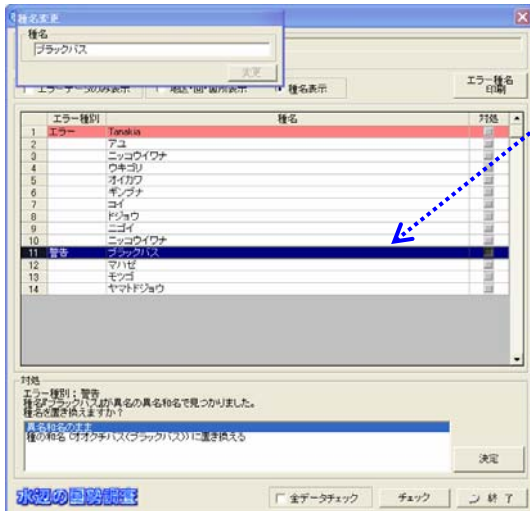 種名変更
種名
ブラックバス
変更
エラーデータのみ表示 地区・回・箇所表示 種名表示
エラー種名
印刷
エラー種別 種名 対処
1 エラー Tanakia
2 アユ
3 ニッコウイワナ
4 ウキゴリ
5 オイカワ
6 ギンブナ
7 コイ
8 ドジョウ
9 ニゴイ
10 ニッコウイワナ
11 警告 ブラックバス
12 マハゼ
13 モツゴ
14 ヤマトドジョウ
対処
エラー種別:警告
種名『ブラックバス』が異名の異名和名で見つかりました。
種名を置き換えますか?
異名和名のまま
種の和名(オオクチバス(ブラックバス))に置き換える
決定
水辺の国勢調査
全データチェック チェック 終了